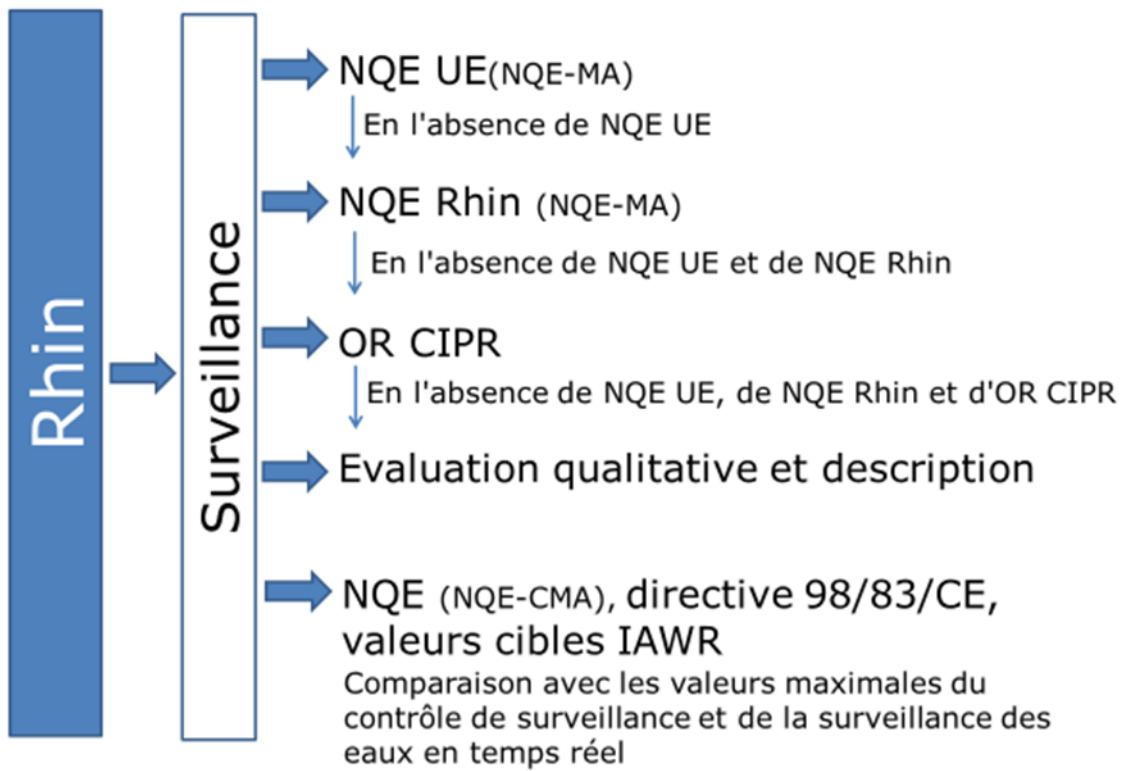 Rhin
Surveillance
NQE UE(NQE-MA)
En l'absence de NQE UE
NQE Rhin (NQE-MA)
En l'absence de NQE UE et de NQE Rhin
OR CIPR
En l'absence de NQE UE, de NQE Rhin et d'OR CIPR
Evaluation qualitative et description
NQE (NQE-CMA), directive 98/83/CE,
valeurs cibles IAWR
Comparaison avec les valeurs maximales du
contrôle de surveillance et de la surveillance des
eaux en temps réel